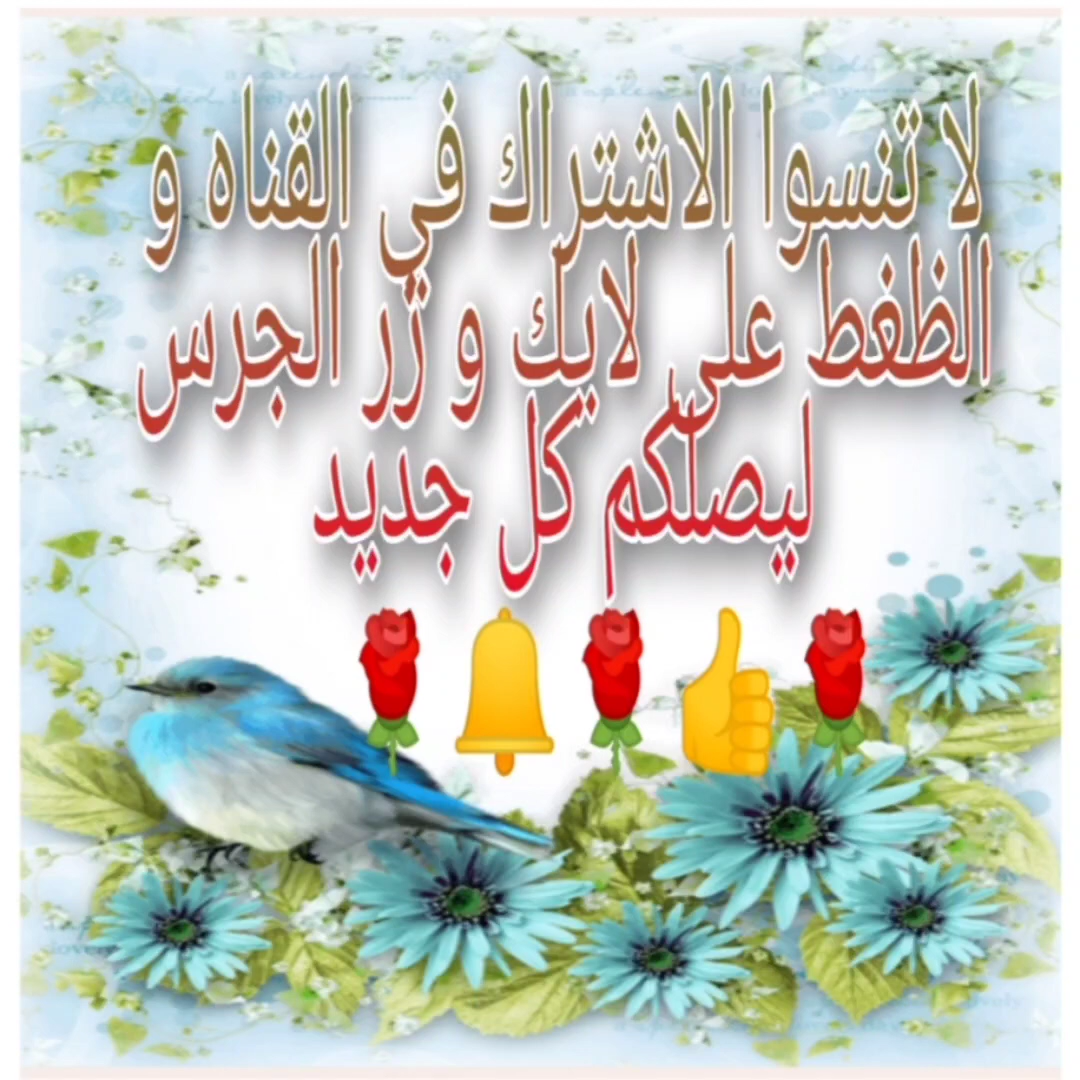 لا تنسوا الاشتراك في القناه و
الظغط على لايك و زر الجرس
ليصلكم كل جديد